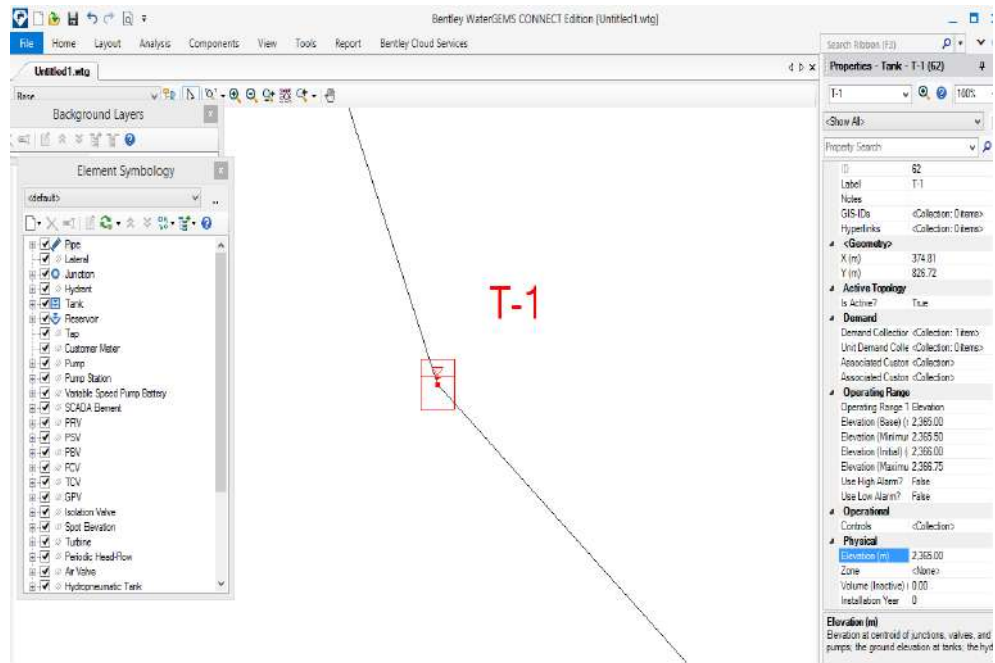 Bentley WaterGEMS CONNECT Edition [Untitled1.wtg]
File Home Layout Analysis Components View Tools Report Bentley Cloud Services
Search Ribbon (F3)
Untitled1.wtg
Properties - Tank - T-1 (62)
Base
T-1
100%
Background Layers
<Show All>
Property Search
Element Symbology
<default>
Pipe
Lateral
Junction
Hydrant
Tank
Reservoir
Tap
Customer Meter
Pump
Pump Station
Variable Speed Pump Battery
SCADA Element
PRV
PSV
PBV
FCV
TCV
GPV
Isolation Valve
Spot Elevation
Turbine
Periodic Head-Flow
Air Valve
Hydropneumatic Tank
T-1
ID 62
Label T-1
Notes
GIS-IDs <Collection: 0 items>
Hyperlinks <Collection: 0 items>
<Geometry>
X (m) 374.81
Y (m) 826.72
Active Topology
Is Active? True
Demand
Demand Collectior <Collection: 1 item>
Unit Demand Colle <Collection: 0 items>
Associated Custon <Collection>
Associated Custon <Collection>
Operating Range
Operating Range T Elevation
Elevation (Base) ( 2,365.00
Elevation (Minimur 2,365.50
Elevation (Initial) ( 2,366.00
Elevation (Maximu 2,366.75
Use High Alarm? False
Use Low Alarm? False
Operational
Controls <Collection>
Physical
Elevation (m) 2,365.00
Zone <None>
Volume (Inactive) ( 0.00
Installation Year 0
Elevation (m)
Elevation at centroid of junctions, valves, and
pumps; the ground elevation at tanks; the hyd